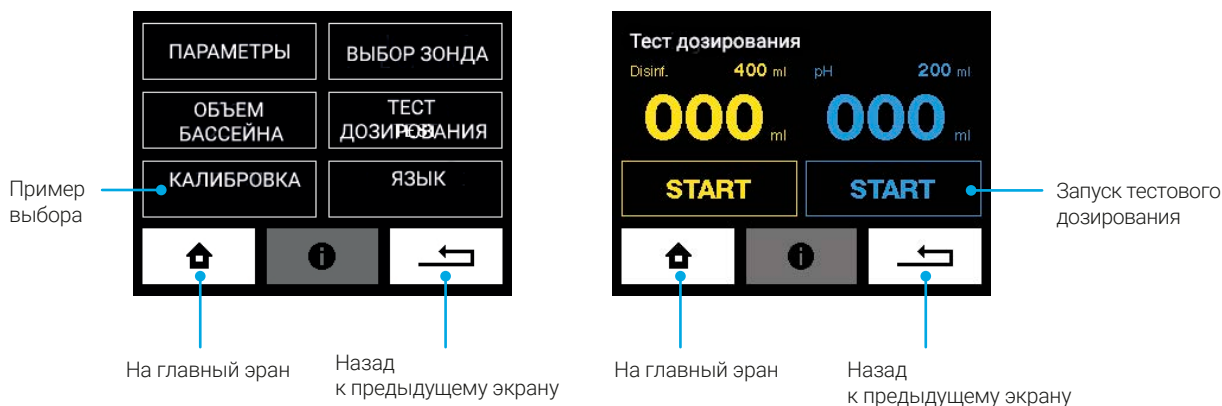 ПАРАМЕТРЫ
ВЫБОР ЗОНДА
ОБЪЕМ
БАССЕЙНА
ТЕСТ
ДОЗИРОВАНИЯ
КАЛИБРОВКА
ЯЗЫК
Пример
выбора
На главный эран
Назад
к предыдущему экрану
Тест дозирования
Disinf. 400 ml pH 200 ml
000 ml 000 ml
START START
Запуск тестового
дозирования
На главный эран
Назад
к предыдущему экрану